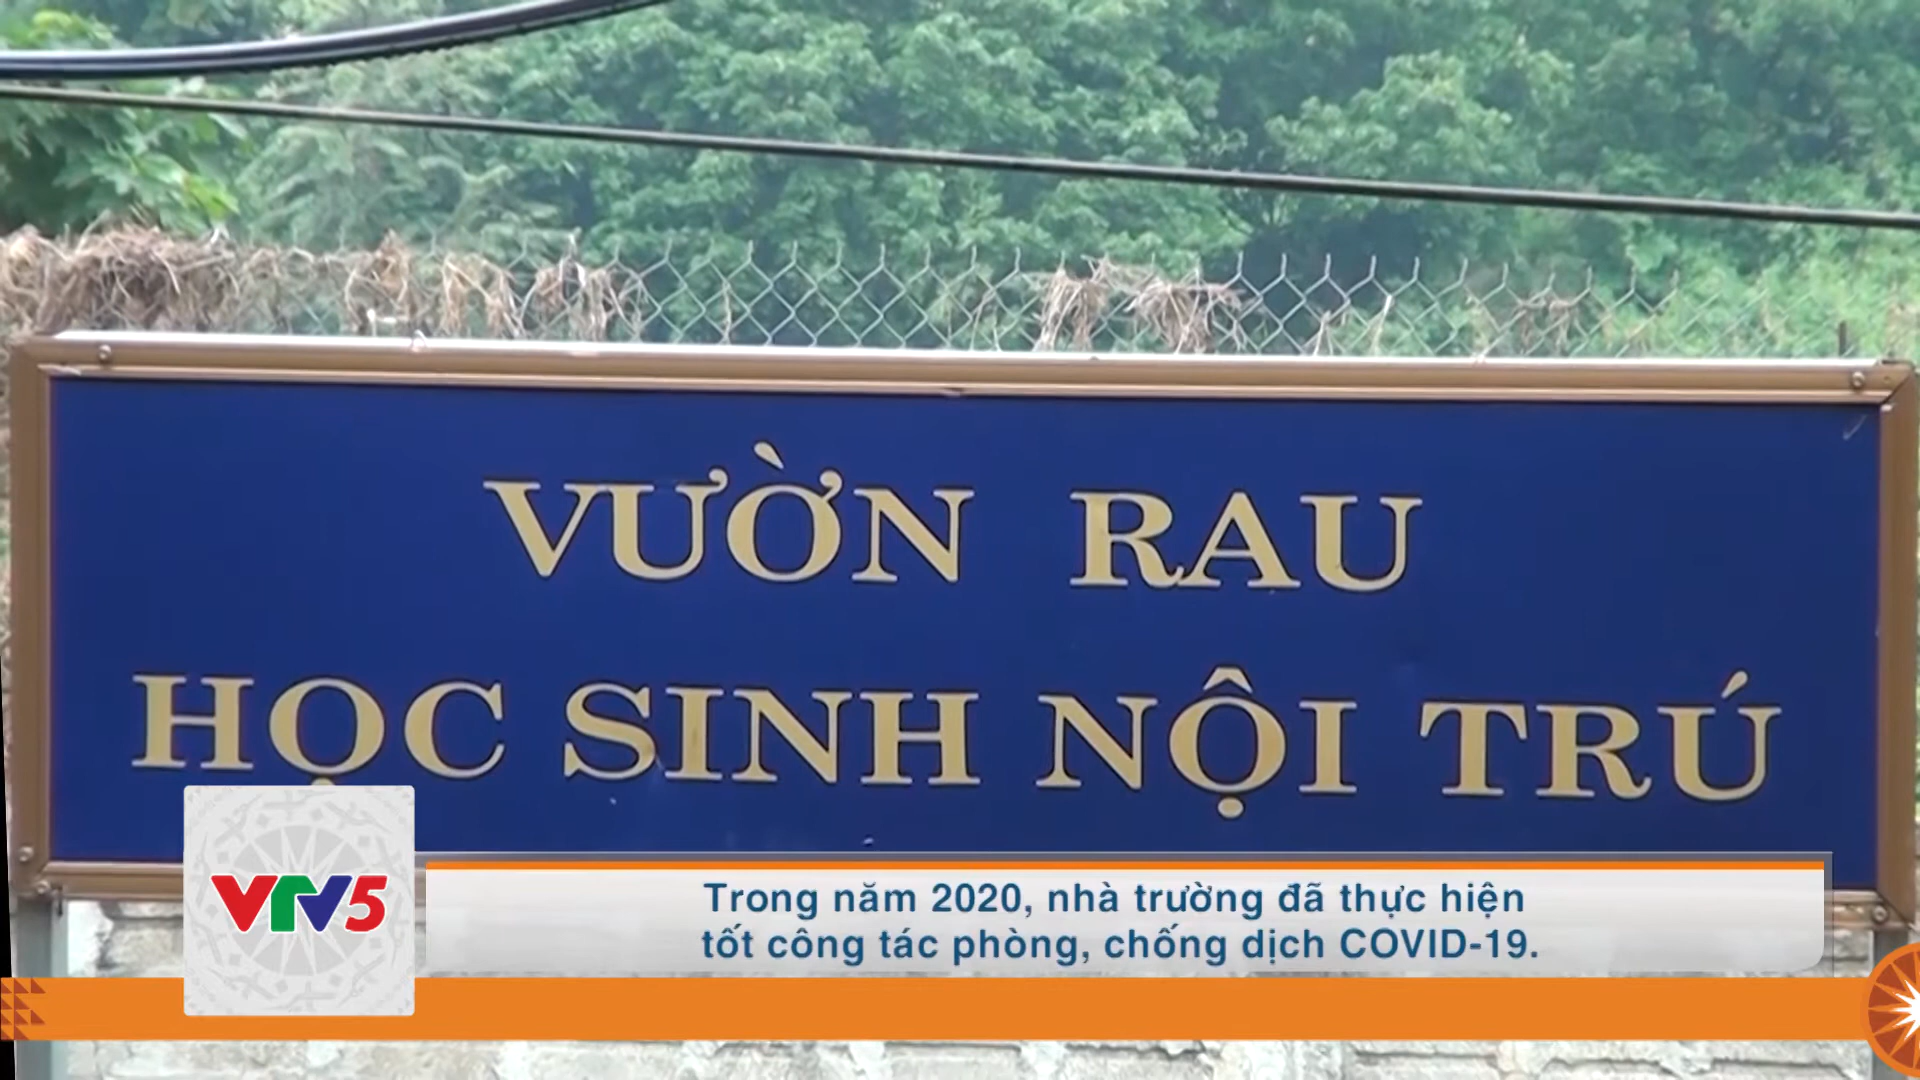 VƯỜN RAU
HỌC SINH NỘI TRÚ
VTV5
Trong năm 2020, nhà trường đã thực hiện
tốt công tác phòng, chống dịch COVID-19.